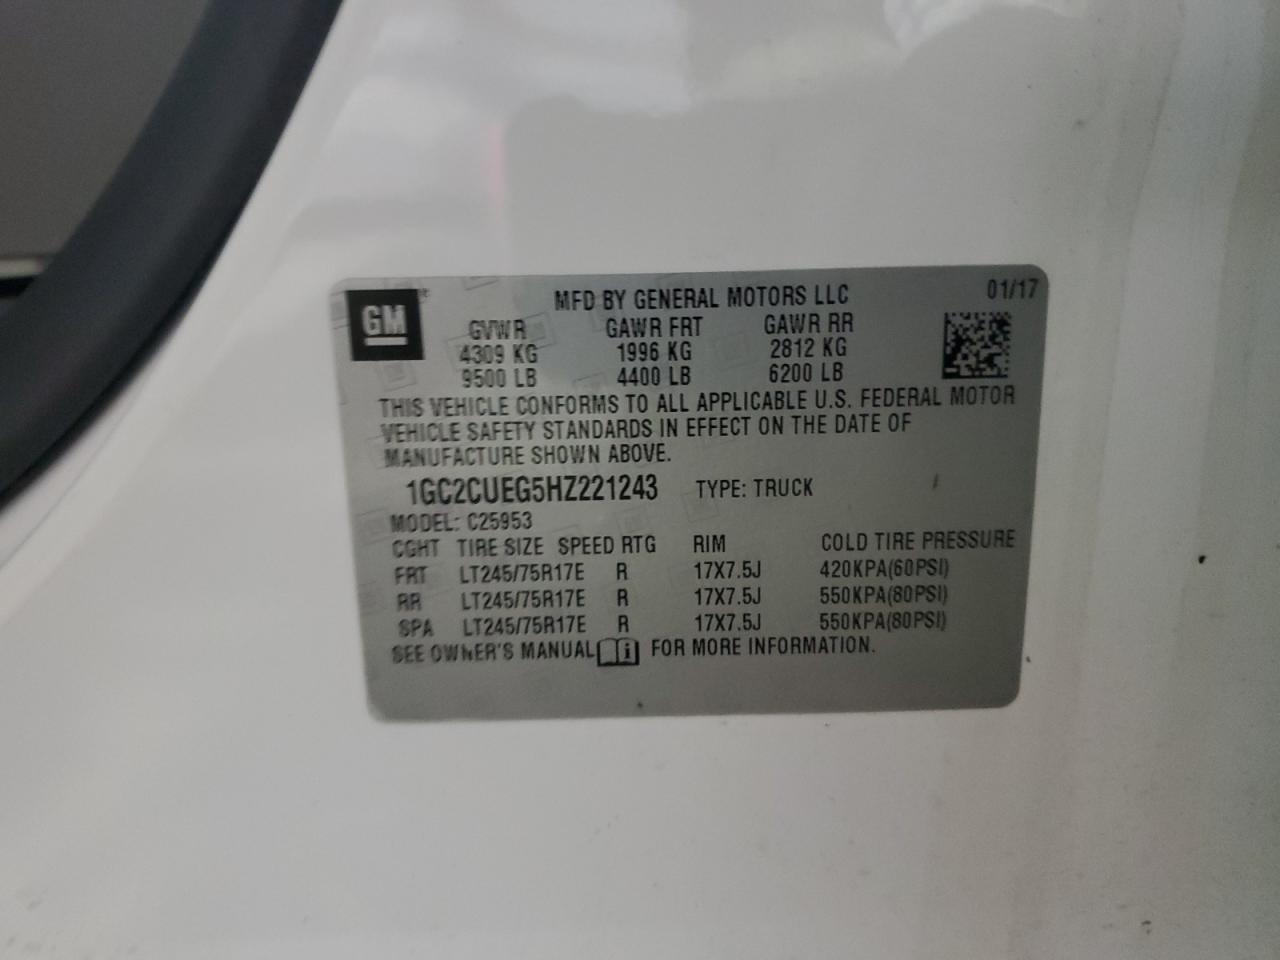 GM
MFD BY GENERAL MOTORS LLC 01/17
GVWR GAWR FRT GAWR RR
4309 KG 1996 KG 2812 KG
9500 LB 4400 LB 6200 LB
THIS VEHICLE CONFORMS TO ALL APPLICABLE U.S. FEDERAL MOTOR
VEHICLE SAFETY STANDARDS IN EFFECT ON THE DATE OF
MANUFACTURE SHOWN ABOVE.
1GC2CUEG5HZ221243 TYPE: TRUCK
MODEL: C25953
CGHT TIRE SIZE SPEED RTG RIM COLD TIRE PRESSURE
FRT LT245/75R17E R 17X7.5J 420KPA(60PSI)
RR LT245/75R17E R 17X7.5J 550KPA(80PSI)
SPA LT245/75R17E R 17X7.5J 550KPA(80PSI)
SEE OWNER'S MANUAL i FOR MORE INFORMATION.